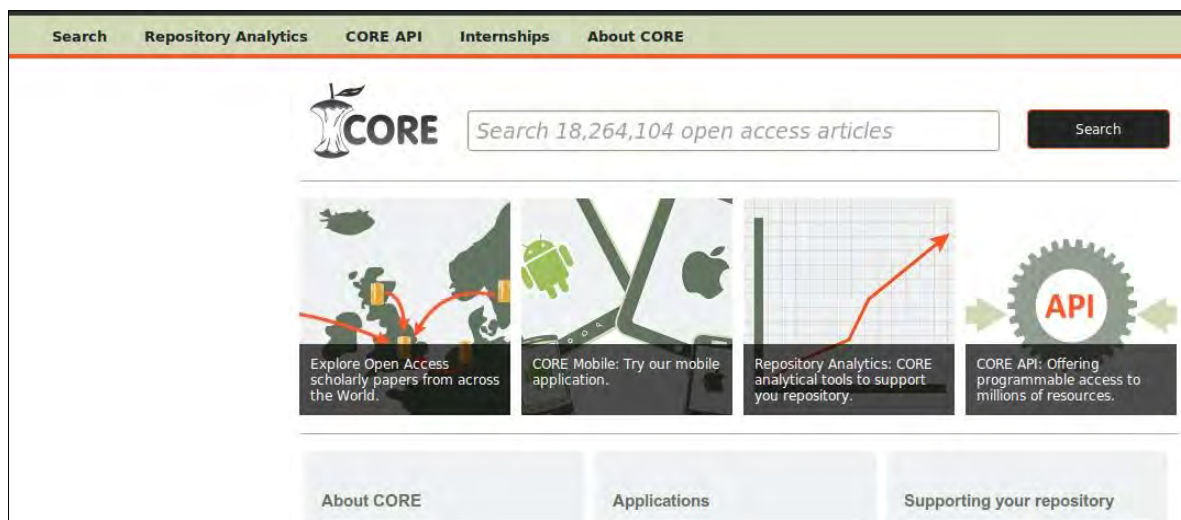 Search Repository Analytics CORE API Internships About CORE
CORE
Search 18,264,104 open access articles
Search
API
Explore Open Access
scholarly papers from across
the World.
CORE Mobile: Try our mobile
application.
Repository Analytics: CORE
analytical tools to support
you repository.
CORE API: Offering
programmable access to
millions of resources.
About CORE
Applications
Supporting your repository